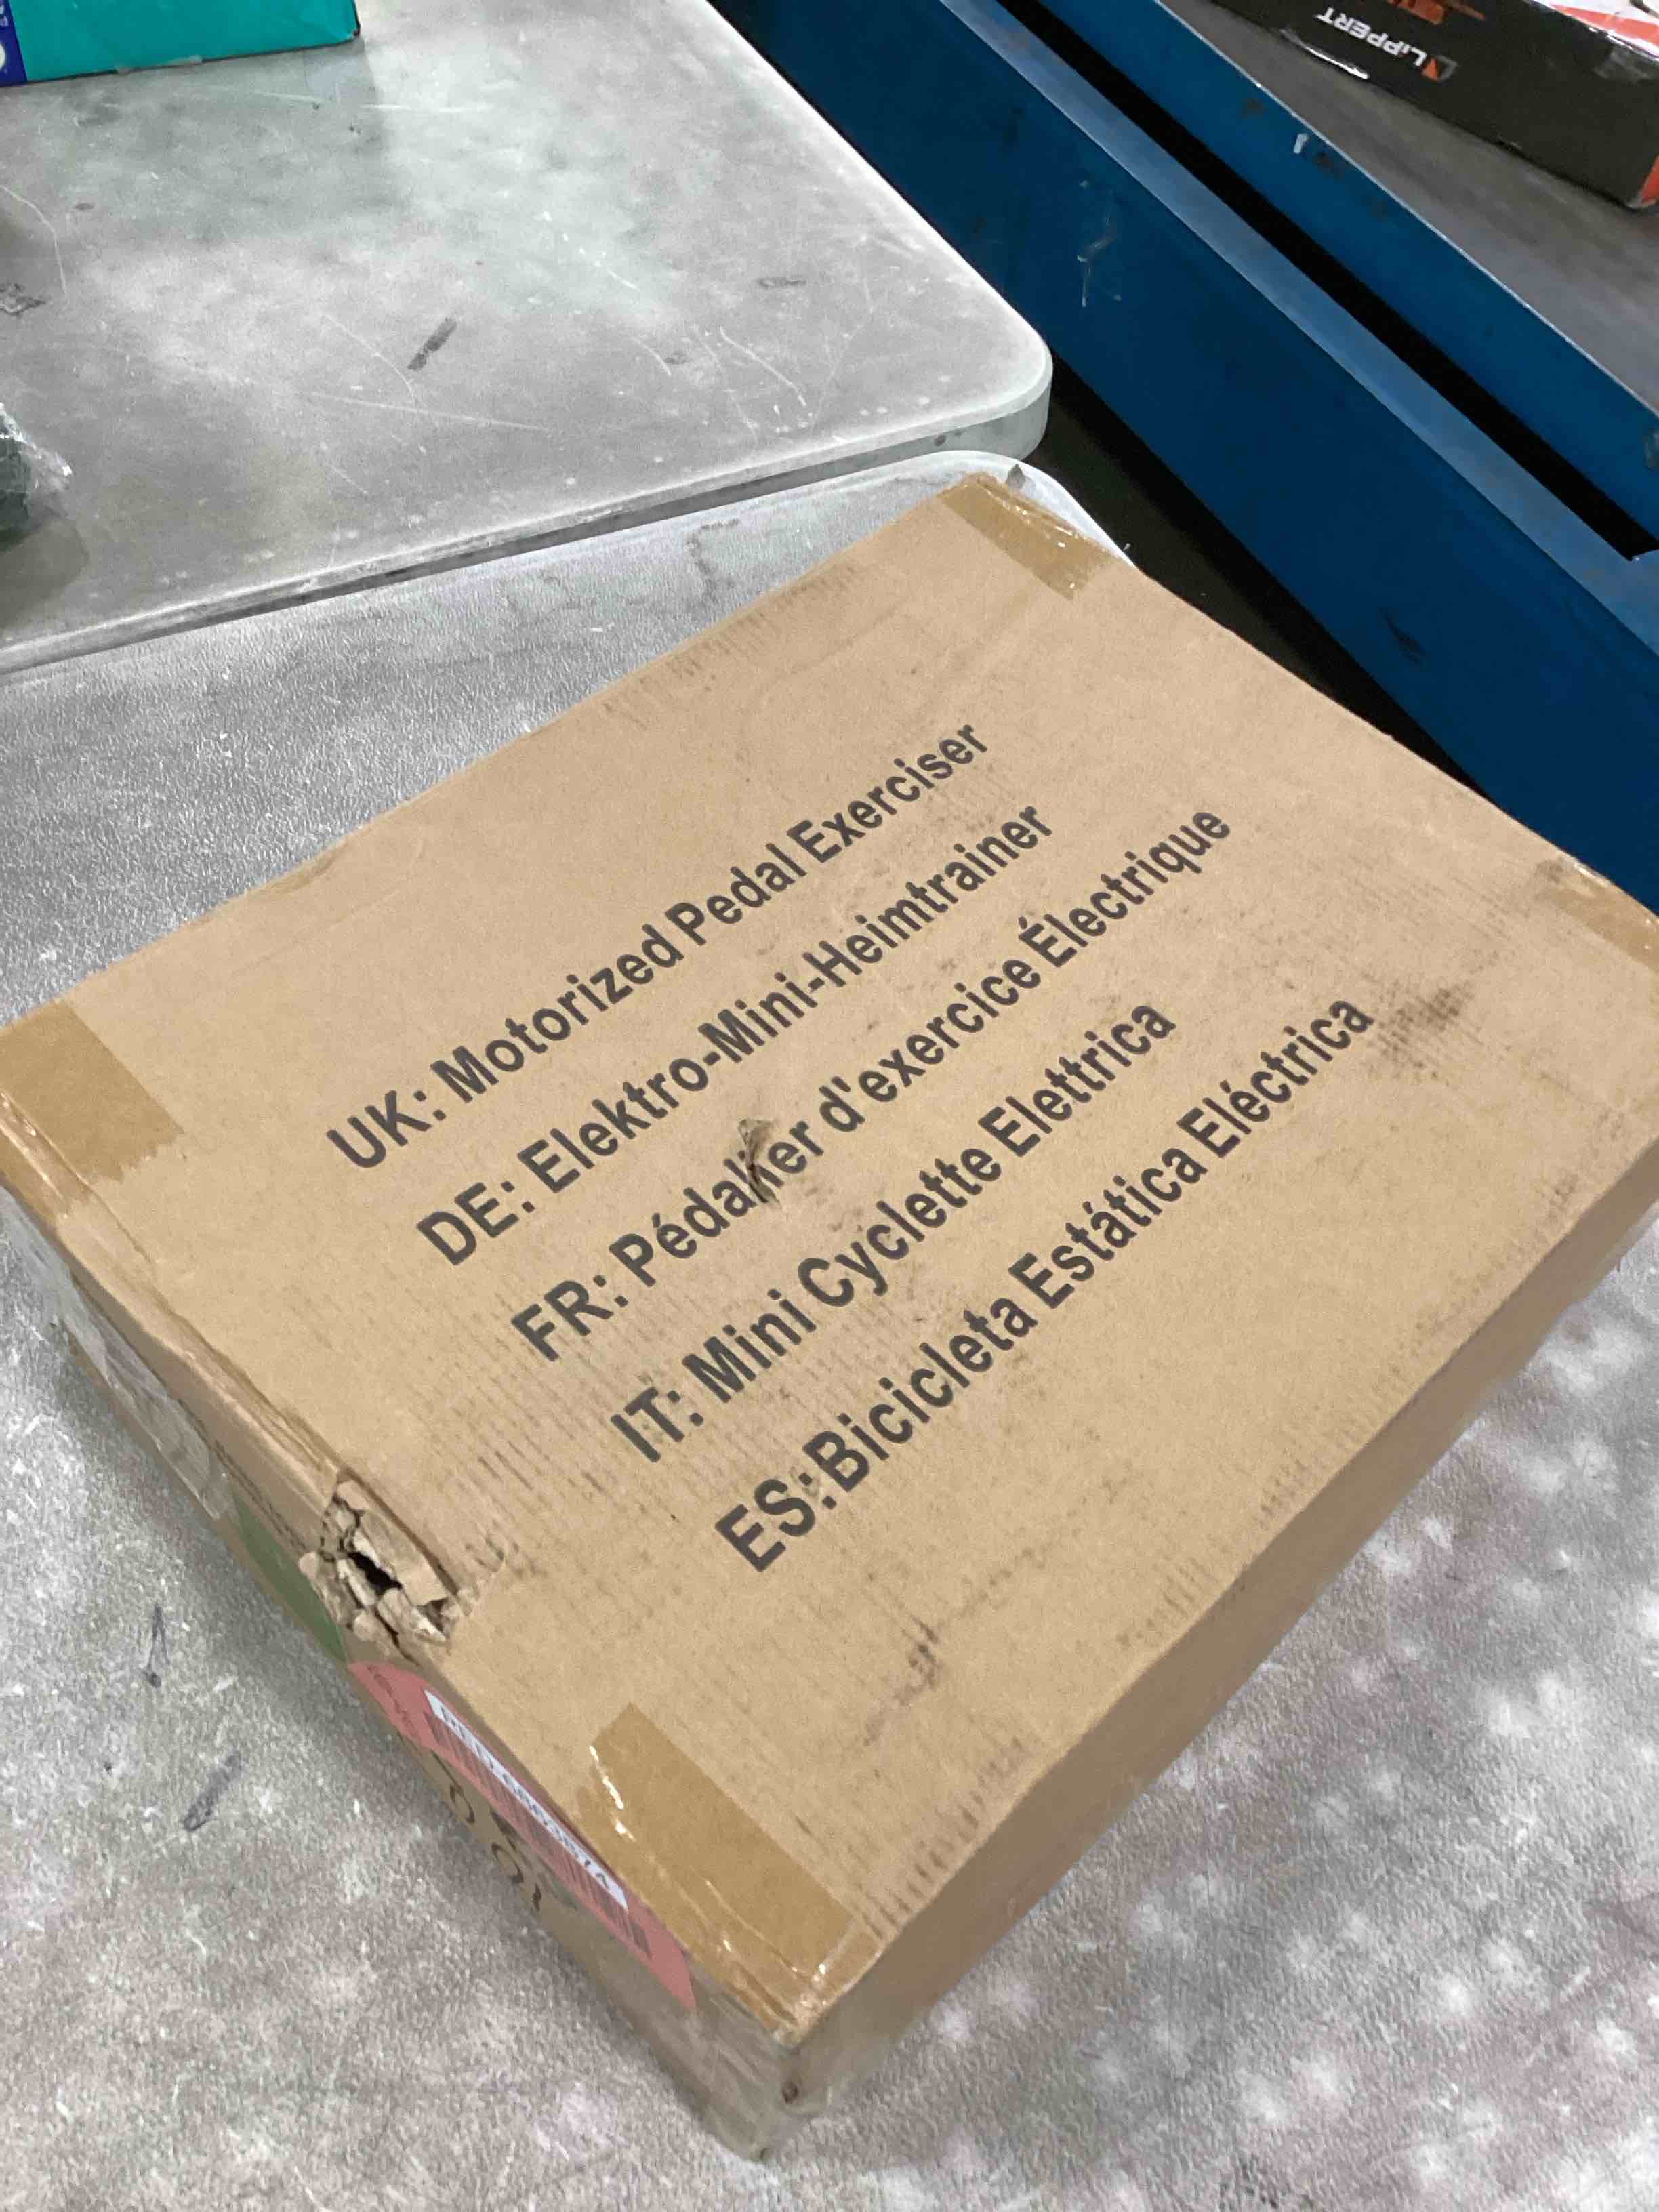 LIPPERT
UK: Motorized Pedal Exerciser
DE: Elektro-Mini-Heimtrainer
FR: Pédalier d'exercice Électrique
IT: Mini Cyclette Elettrica
ES:Bicicleta Estática Eléctrica